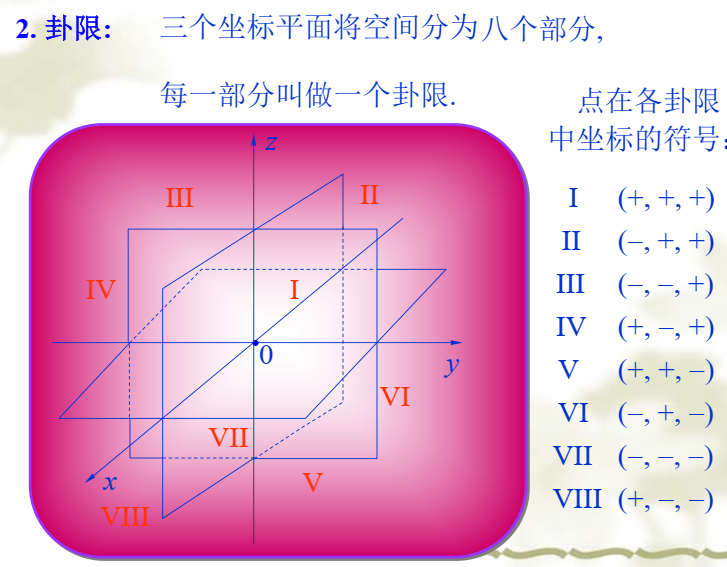 2. 卦限: 三个坐标平面将空间分为八个部分,
每一部分叫做一个卦限.
点在各卦限
中坐标的符号:
I (+, +, +)
II (–, +, +)
III (–, –, +)
IV (+, –, +)
V (+, +, –)
VI (–, +, –)
VII (–, –, –)
VIII (+, –, –)
z
III
II
IV
I
0
y
VI
VII
x
V
VIII